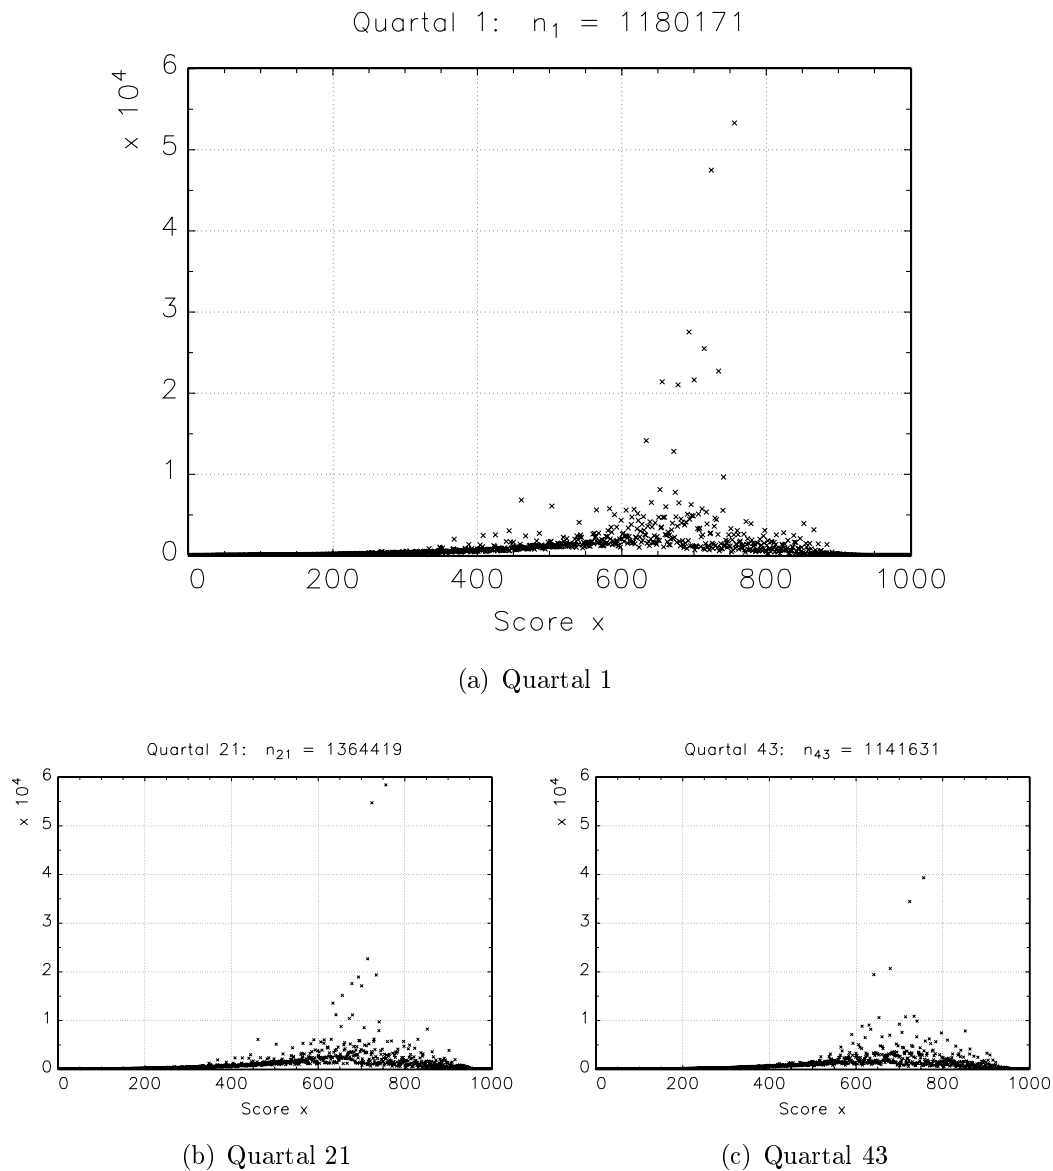 Quartal 1: n₁ = 1180171
x 10⁴
6
5
4
3
2
1
0
0 200 400 600 800 1000
Score x
(a) Quartal 1
Quartal 21: n₂₁ = 1364419
x 10⁴
6
5
4
3
2
1
0
0 200 400 600 800 1000
Score x
(b) Quartal 21
Quartal 43: n₄₃ = 1141631
x 10⁴
6
5
4
3
2
1
0
0 200 400 600 800 1000
Score x
(c) Quartal 43